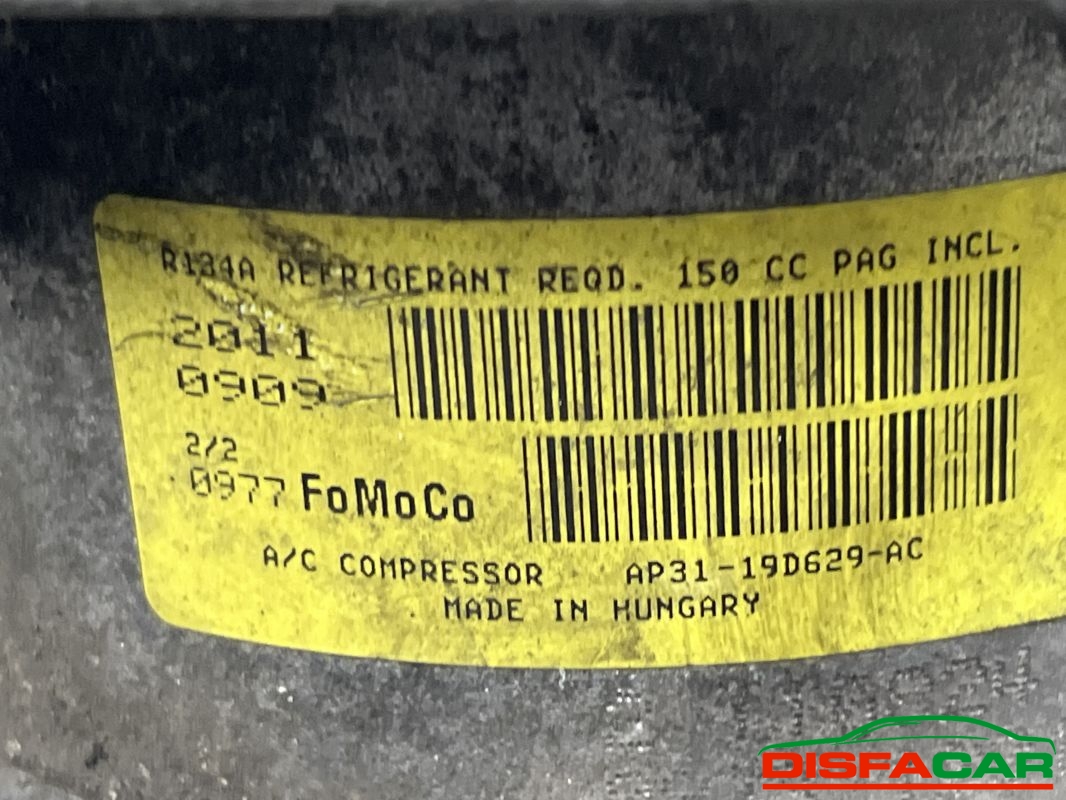 R134A REFRIGERANT REQD. 150 CC PAG INCL.
2011
0909
2/2
0977 FoMoCo
A/C COMPRESSOR AP31-19D629-AC
MADE IN HUNGARY
DISFACAR